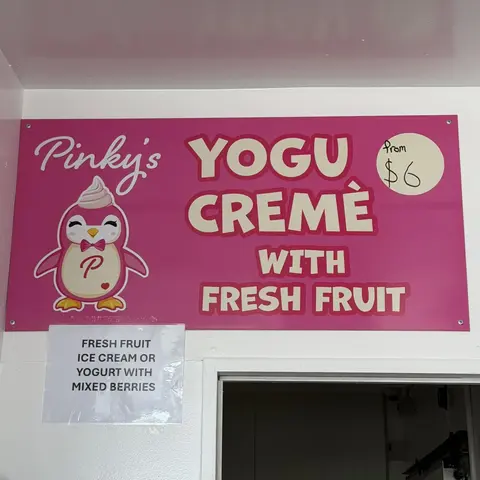 Pinky's
YOGU
CREMÈ
WITH
FRESH FRUIT
from
$6
P
FRESH FRUIT
ICE CREAM OR
YOGURT WITH
MIXED BERRIES